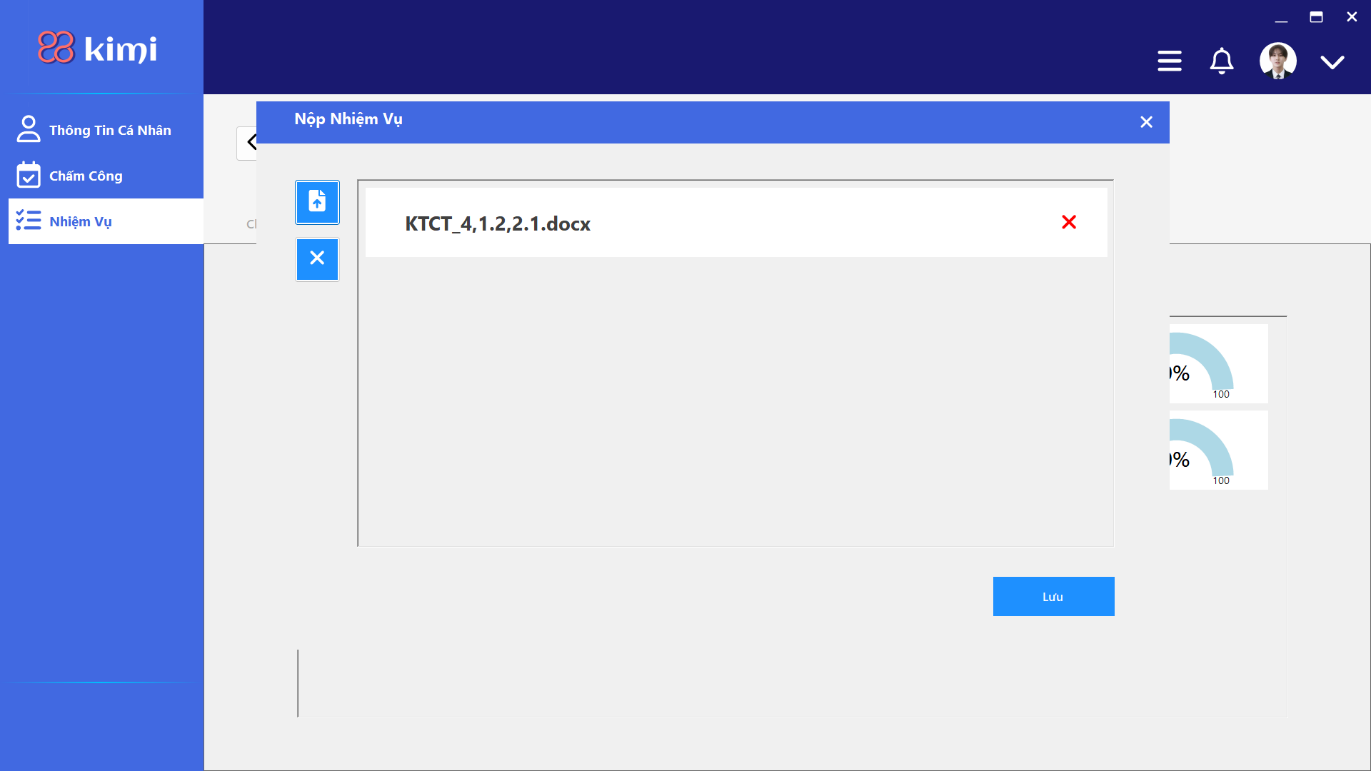 kimi
Thông Tin Cá Nhân
Chấm Công
Nhiệm Vụ
Nộp Nhiệm Vụ
KTCT_4,1.2,2.1.docx
100
100
Lưu